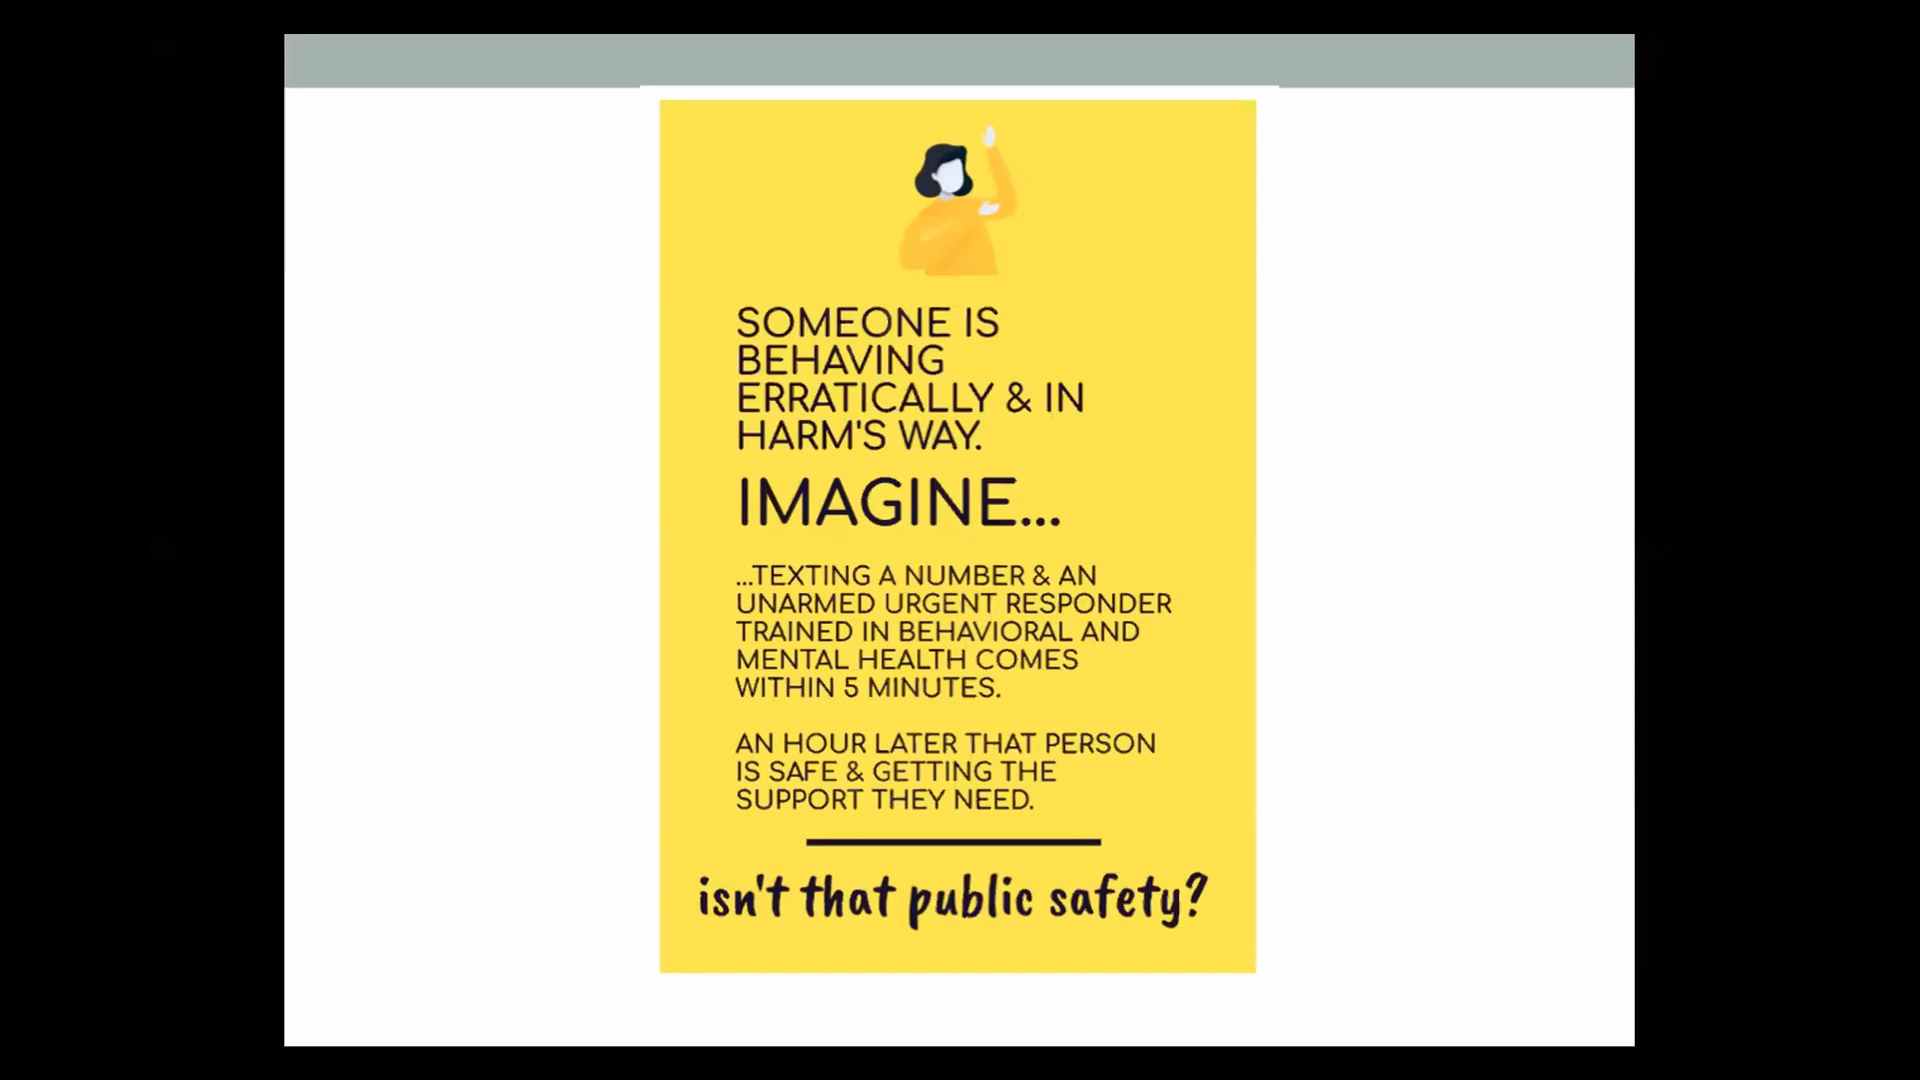 SOMEONE IS
BEHAVING
ERRATICALLY & IN
HARM'S WAY.
IMAGINE...
...TEXTING A NUMBER & AN
UNARMED URGENT RESPONDER
TRAINED IN BEHAVIORAL AND
MENTAL HEALTH COMES
WITHIN 5 MINUTES.
AN HOUR LATER THAT PERSON
IS SAFE & GETTING THE
SUPPORT THEY NEED.
isn't that public safety?